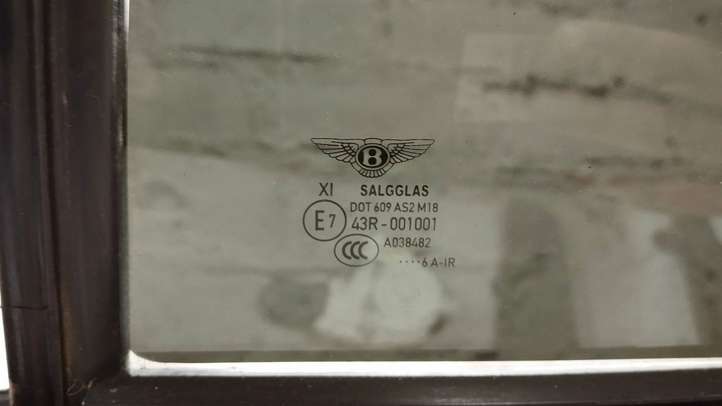 B
XI SALGGLAS
DOT 609 AS2 M18
E7 43R-001001
CCC A038482
····6 A-IR